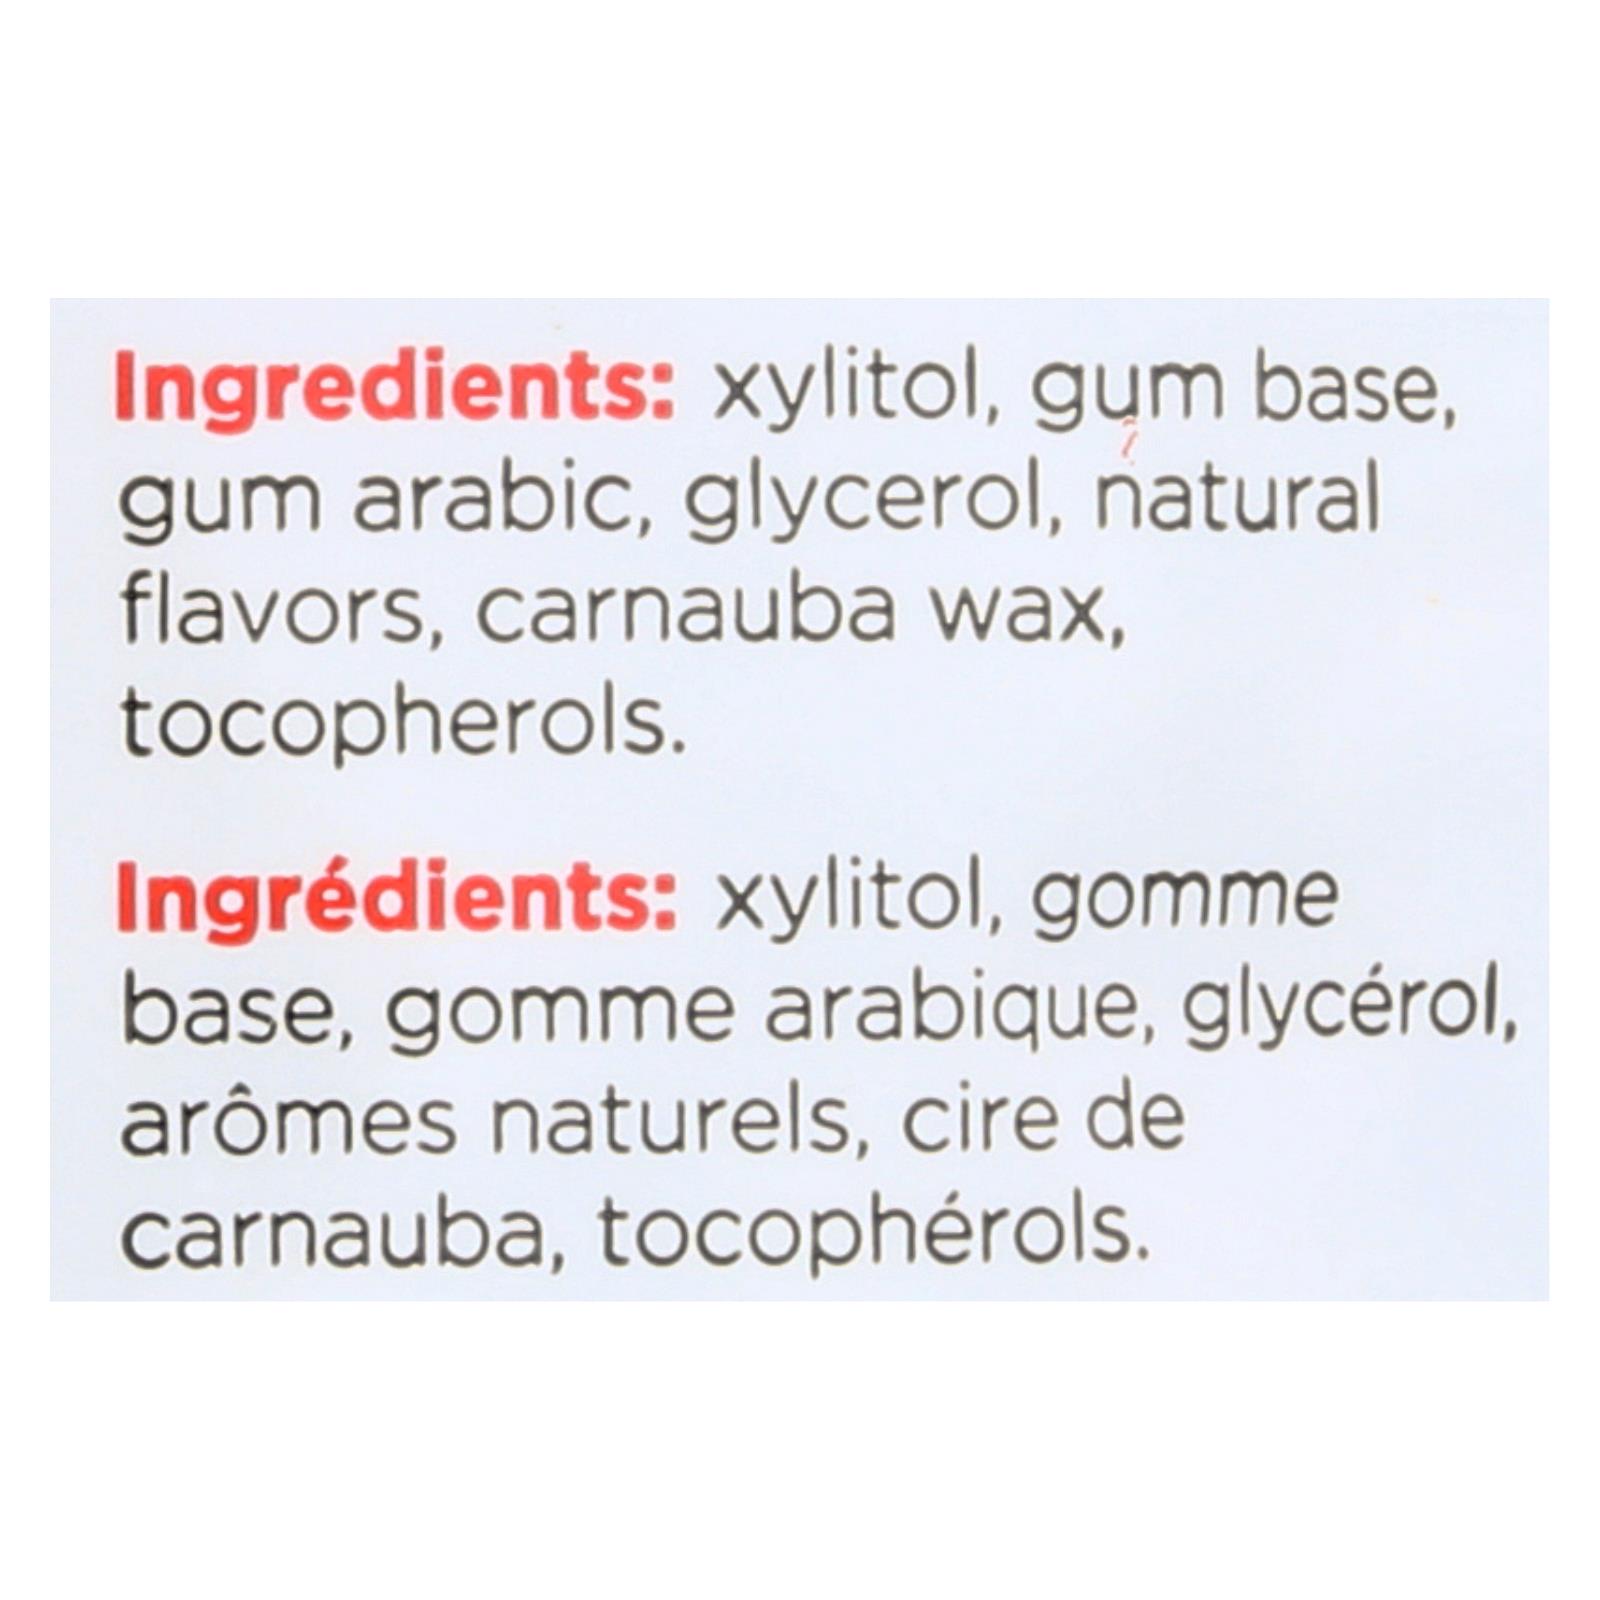 Ingredients: xylitol, gum base,
gum arabic, glycerol, natural
flavors, carnauba wax,
tocopherols.
Ingrédients: xylitol, gomme
base, gomme arabique, glycérol,
arômes naturels, cire de
carnauba, tocophérols.